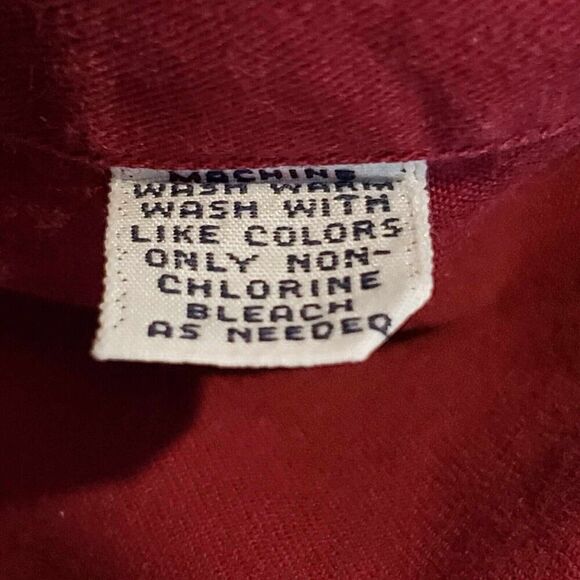 MACHINE
WASH WARM
WASH WITH
LIKE COLORS
ONLY NON-
CHLORINE
BLEACH
AS NEEDED